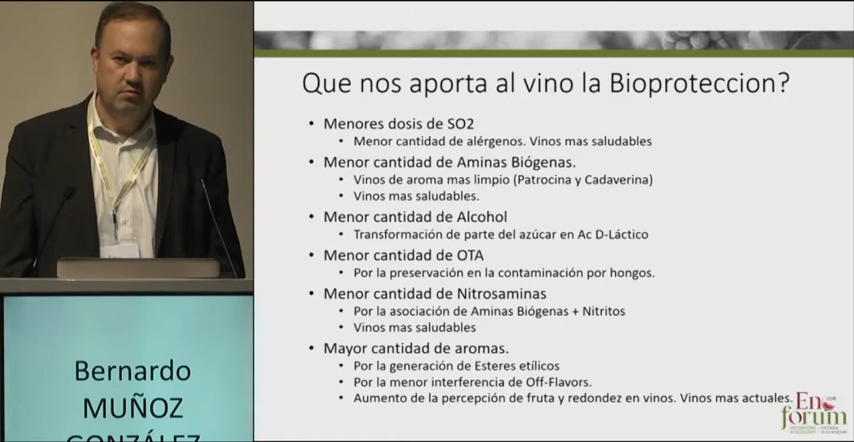 Que nos aporta al vino la Bioproteccion?
• Menores dosis de SO2
• Menor cantidad de alérgenos. Vinos mas saludables
• Menor cantidad de Aminas Biógenas.
• Vinos de aroma mas limpio (Patrocina y Cadaverina)
• Vinos mas saludables.
• Menor cantidad de Alcohol
• Transformación de parte del azúcar en Ac D-Láctico
• Menor cantidad de OTA
• Por la preservación en la contaminación por hongos.
• Menor cantidad de Nitrosaminas
• Por la asociación de Aminas Biógenas + Nitritos
• Vinos mas saludables
• Mayor cantidad de aromas.
• Por la generación de Esteres etílicos
• Por la menor interferencia de Off-Flavors.
• Aumento de la percepción de fruta y redondez en vinos. Vinos mas actuales.
Bernardo
MUÑOZ
GONZÁLEZ
En
forum